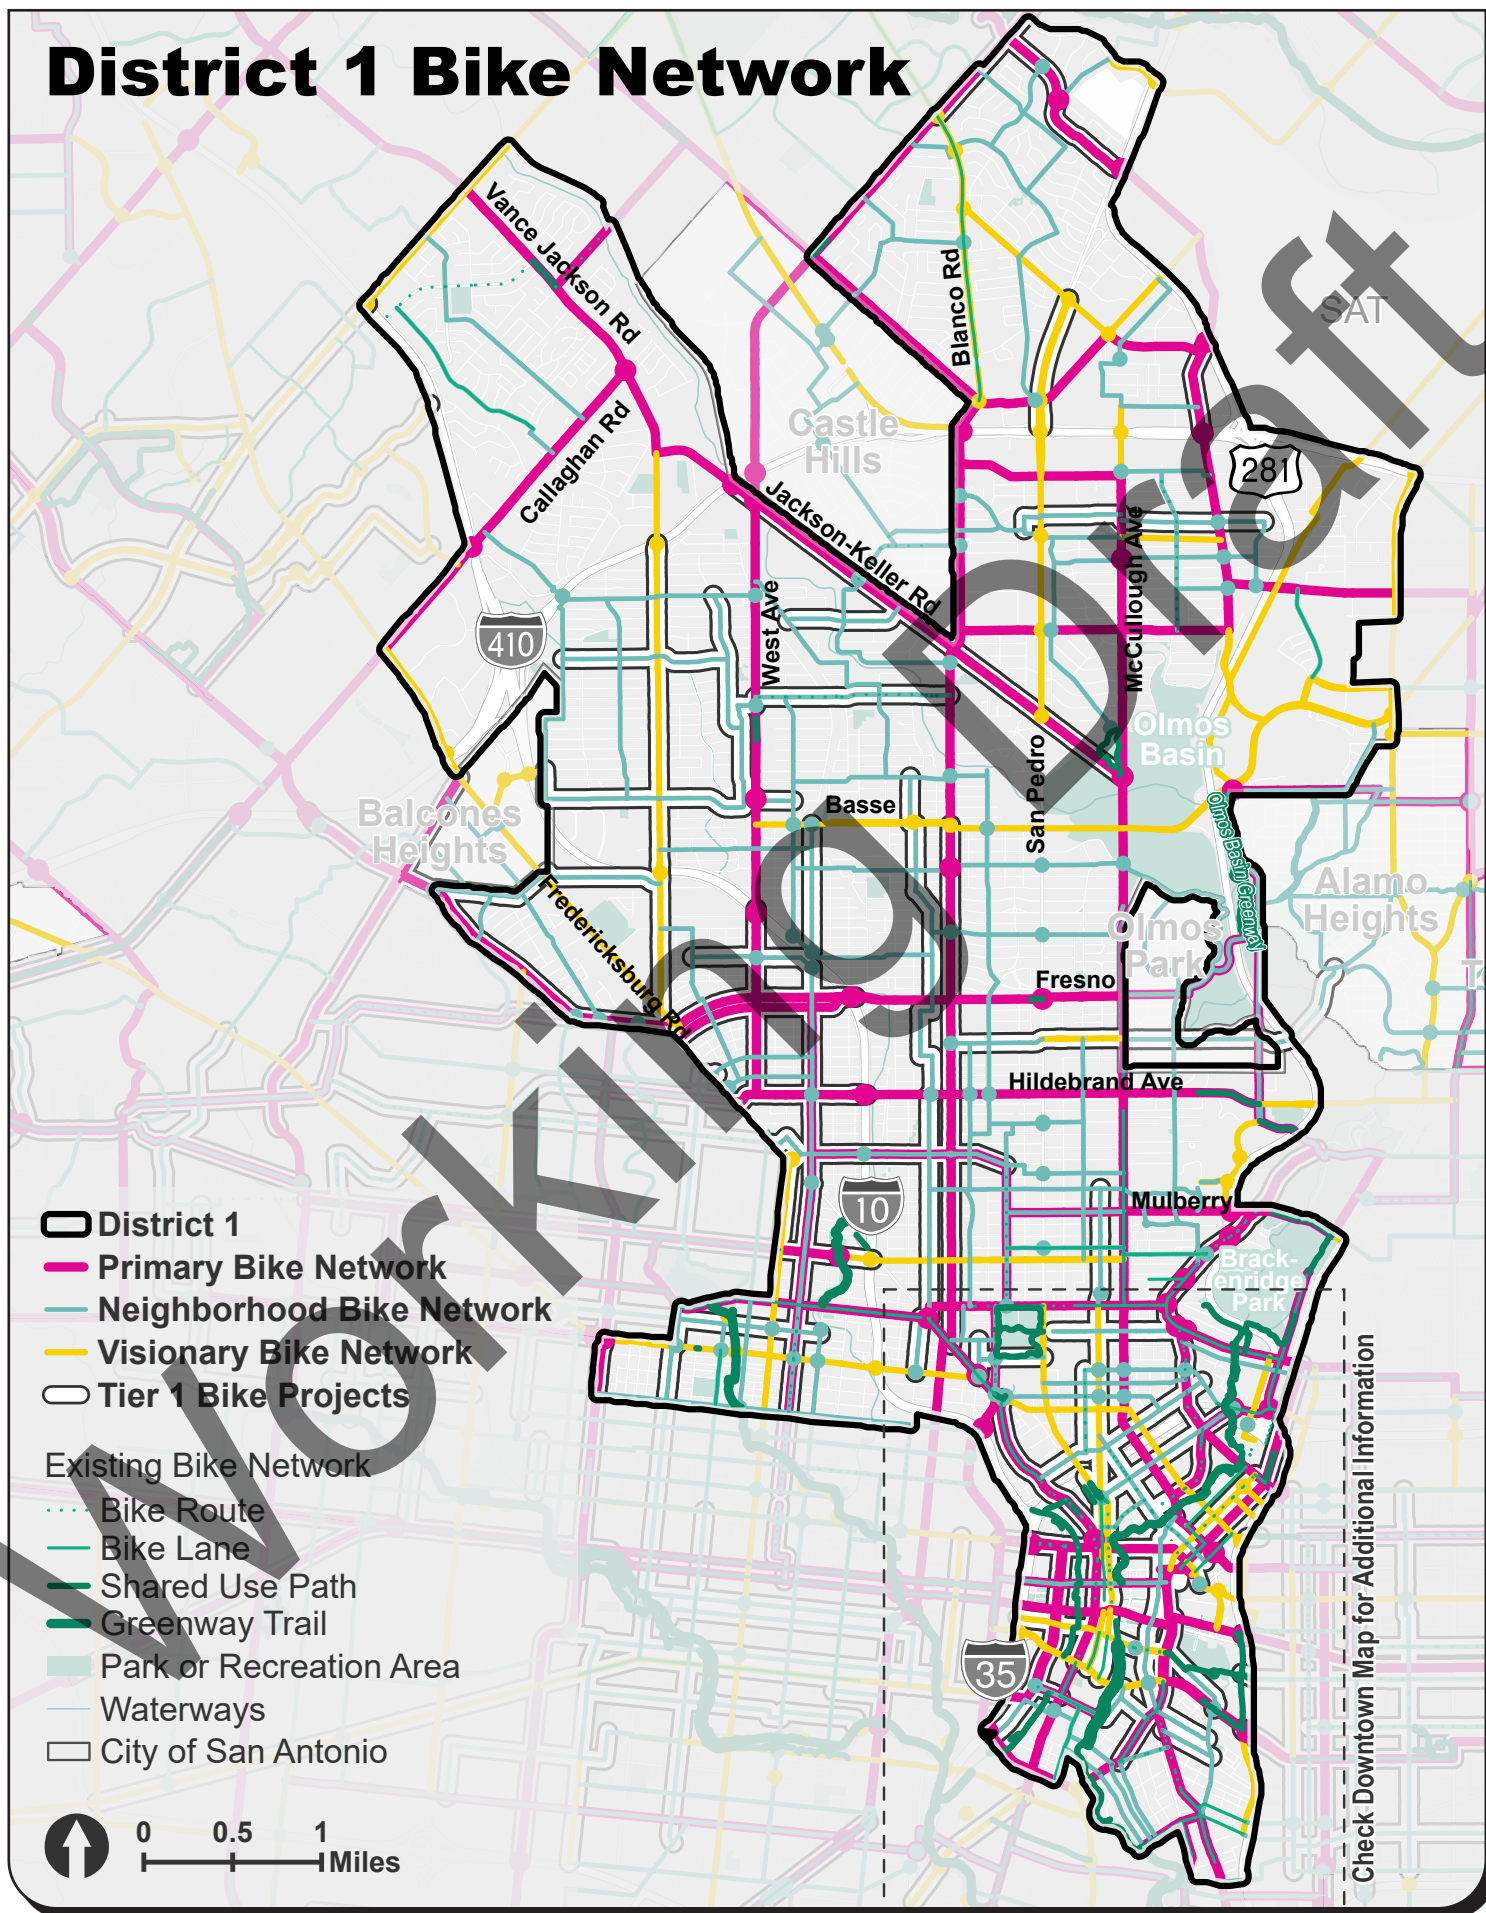 District 1 Bike Network
SAT
Vance Jackson Rd
Blanco Rd
Castle
Hills
Callaghan Rd
281
Jackson-Keller Rd
McCullough Ave
West Ave
410
Olmos
Basin
San Pedro
Basse
Balcones
Heights
Olmos Basin Greenway
Alamo
Heights
Fredericksburg Rd
Olmos
Park
T
Fresno
Hildebrand Ave
Mulberry
10
Brack-
enridge
Park
35
Working Draft
District 1
Primary Bike Network
Neighborhood Bike Network
Visionary Bike Network
Tier 1 Bike Projects
Existing Bike Network
Bike Route
Bike Lane
Shared Use Path
Greenway Trail
Park or Recreation Area
Waterways
City of San Antonio
0 0.5 1
Miles
Check Downtown Map for Additional Information